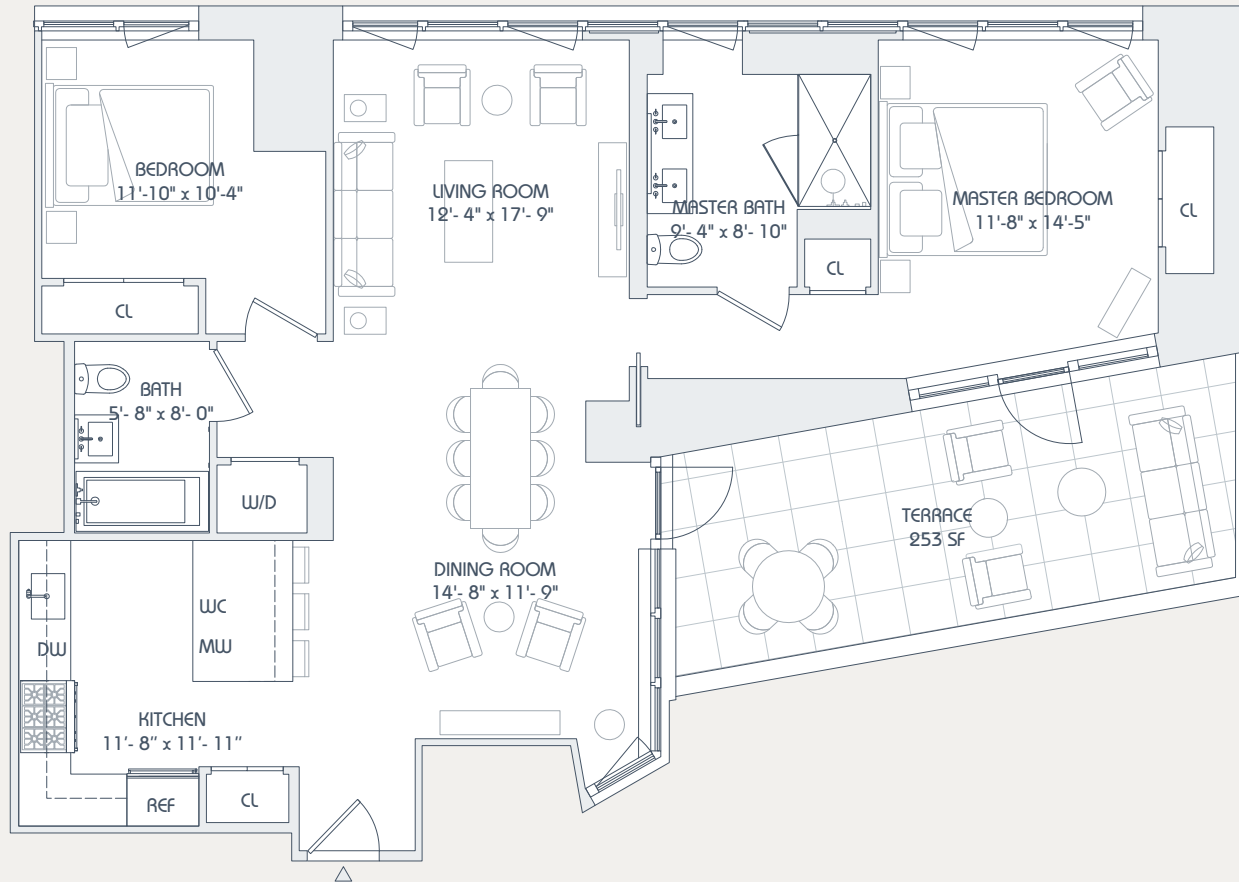 BEDROOM
11'-10" x 10'-4"
CL
LIVING ROOM
12'- 4" x 17'- 9"
MASTER BATH
9'- 4" x 8'- 10"
CL
MASTER BEDROOM
11'-8" x 14'-5"
CL
BATH
5'- 8" x 8'- 0"
W/D
TERRACE
253 SF
DINING ROOM
14'- 8" x 11'- 9"
WC
MW
DW
KITCHEN
11'- 8" x 11'- 11"
REF
CL